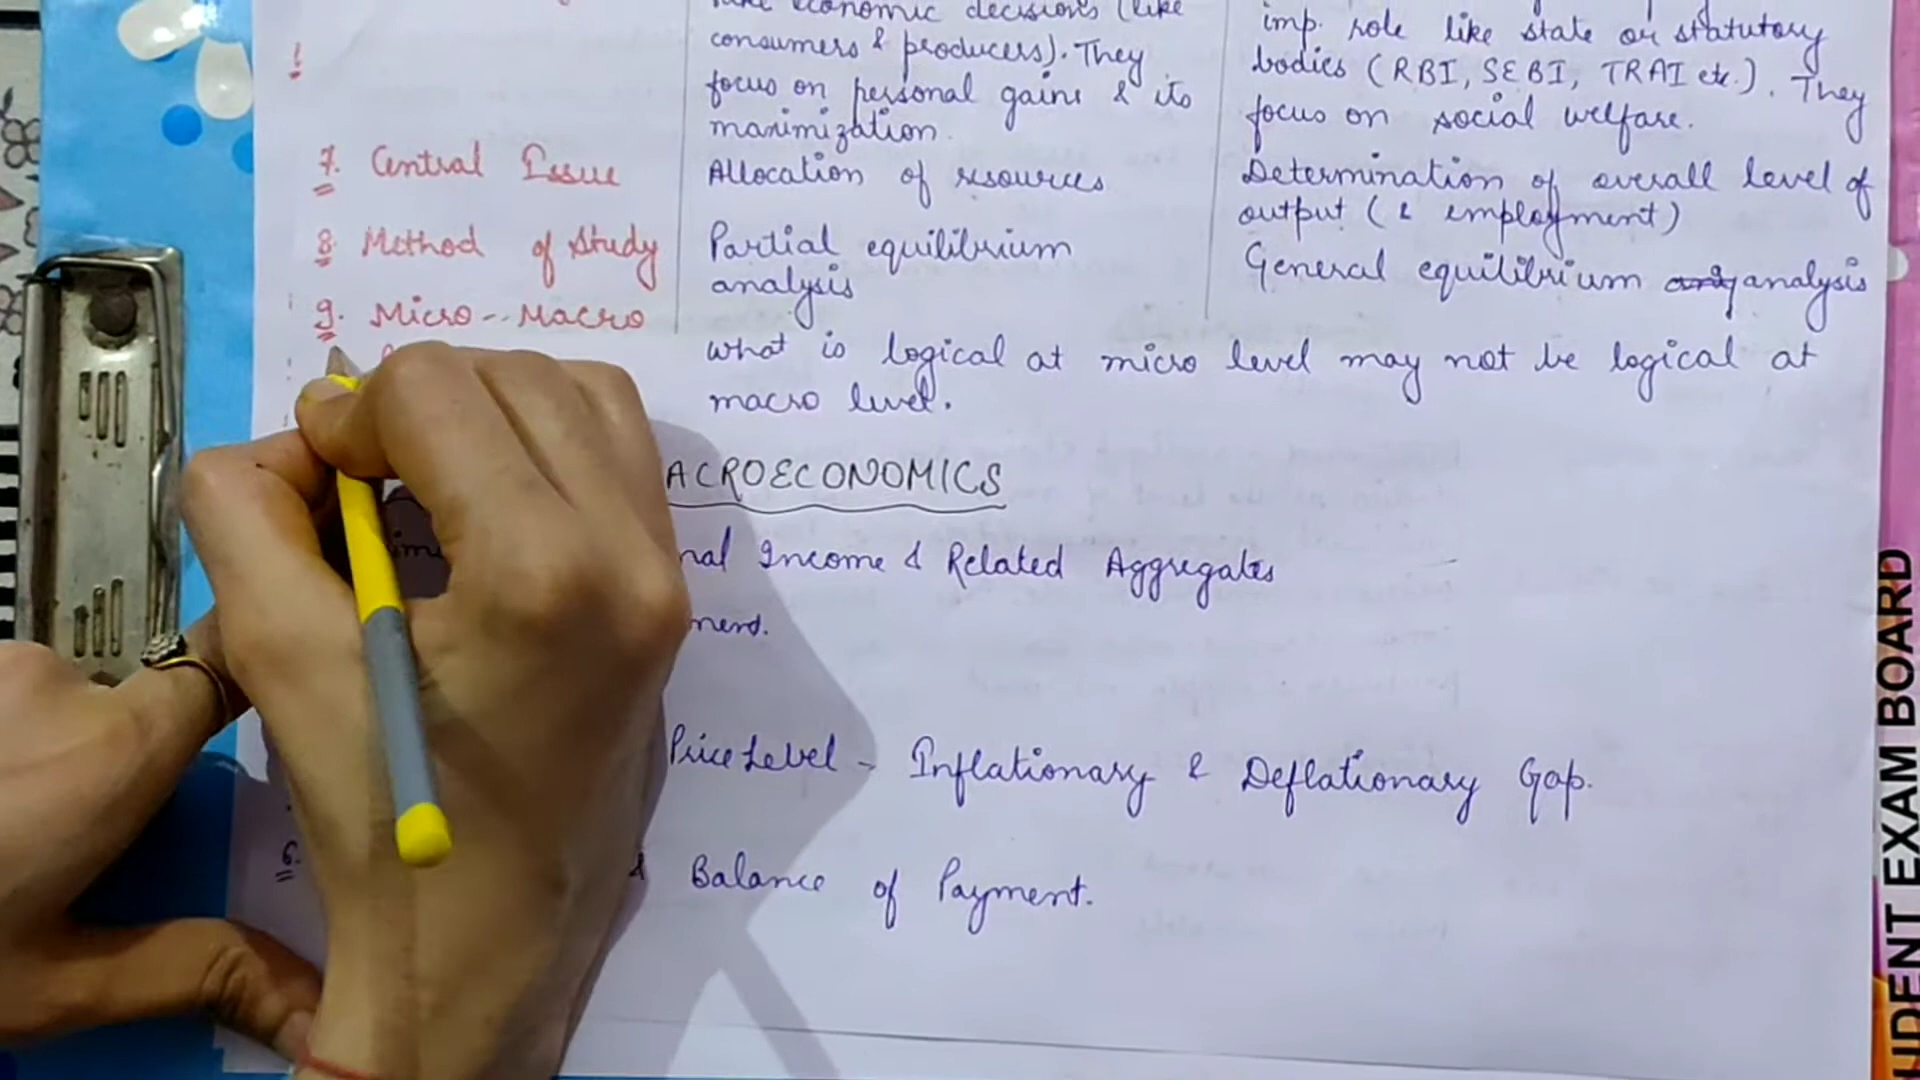 take economic decisions (like
consumers & producers). They
focus on personal gains & its
maximization.
imp. role like state or statutory
bodies (RBI, SEBI, TRAI etc.). They
focus on social welfare.
7. Central Issue
Allocation of resources
Determination of overall level of
output (& employment)
8. Method of Study
Partial equilibrium
analysis
General equilibrium analysis
9. Micro-Macro
What is logical at micro level may not be logical at
macro level.
ACROECONOMICS
nal Income & Related Aggregates
Price Level - Inflationary & Deflationary Gap.
6.
& Balance of Payment.
UDENT EXAM BOARD